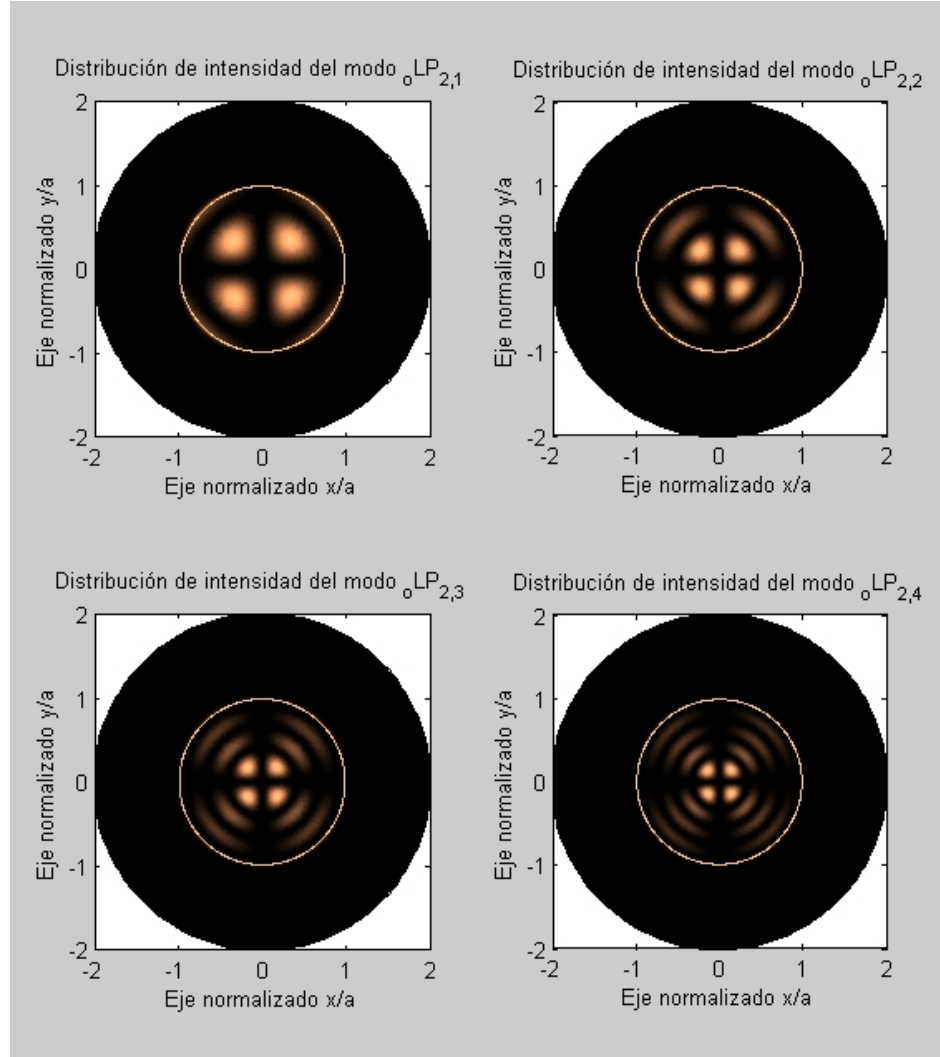 Distribución de intensidad del modo ₒLP₂,₁
2
1
0
-1
-2
Eje normalizado y/a
-2 -1 0 1 2
Eje normalizado x/a
Distribución de intensidad del modo ₒLP₂,₂
2
1
0
-1
-2
Eje normalizado y/a
-2 -1 0 1 2
Eje normalizado x/a
Distribución de intensidad del modo ₒLP₂,₃
2
1
0
-1
-2
Eje normalizado y/a
-2 -1 0 1 2
Eje normalizado x/a
Distribución de intensidad del modo ₒLP₂,₄
2
1
0
-1
-2
Eje normalizado y/a
-2 -1 0 1 2
Eje normalizado x/a